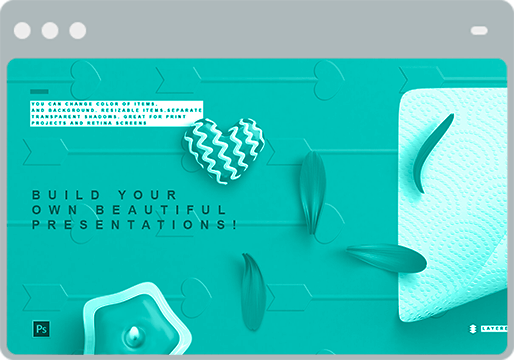 YOU CAN CHANGE COLOR OF ITEMS,
AND BACKGROUND. RESIZABLE ITEMS.SEPARATE
TRANSPARENT SHADOWS. GREAT FOR PRINT
PROJECTS AND RETINA SCREENS
BUILD YOUR
OWN BEAUTIFUL
PRESENTATIONS!
Ps
LAYERE